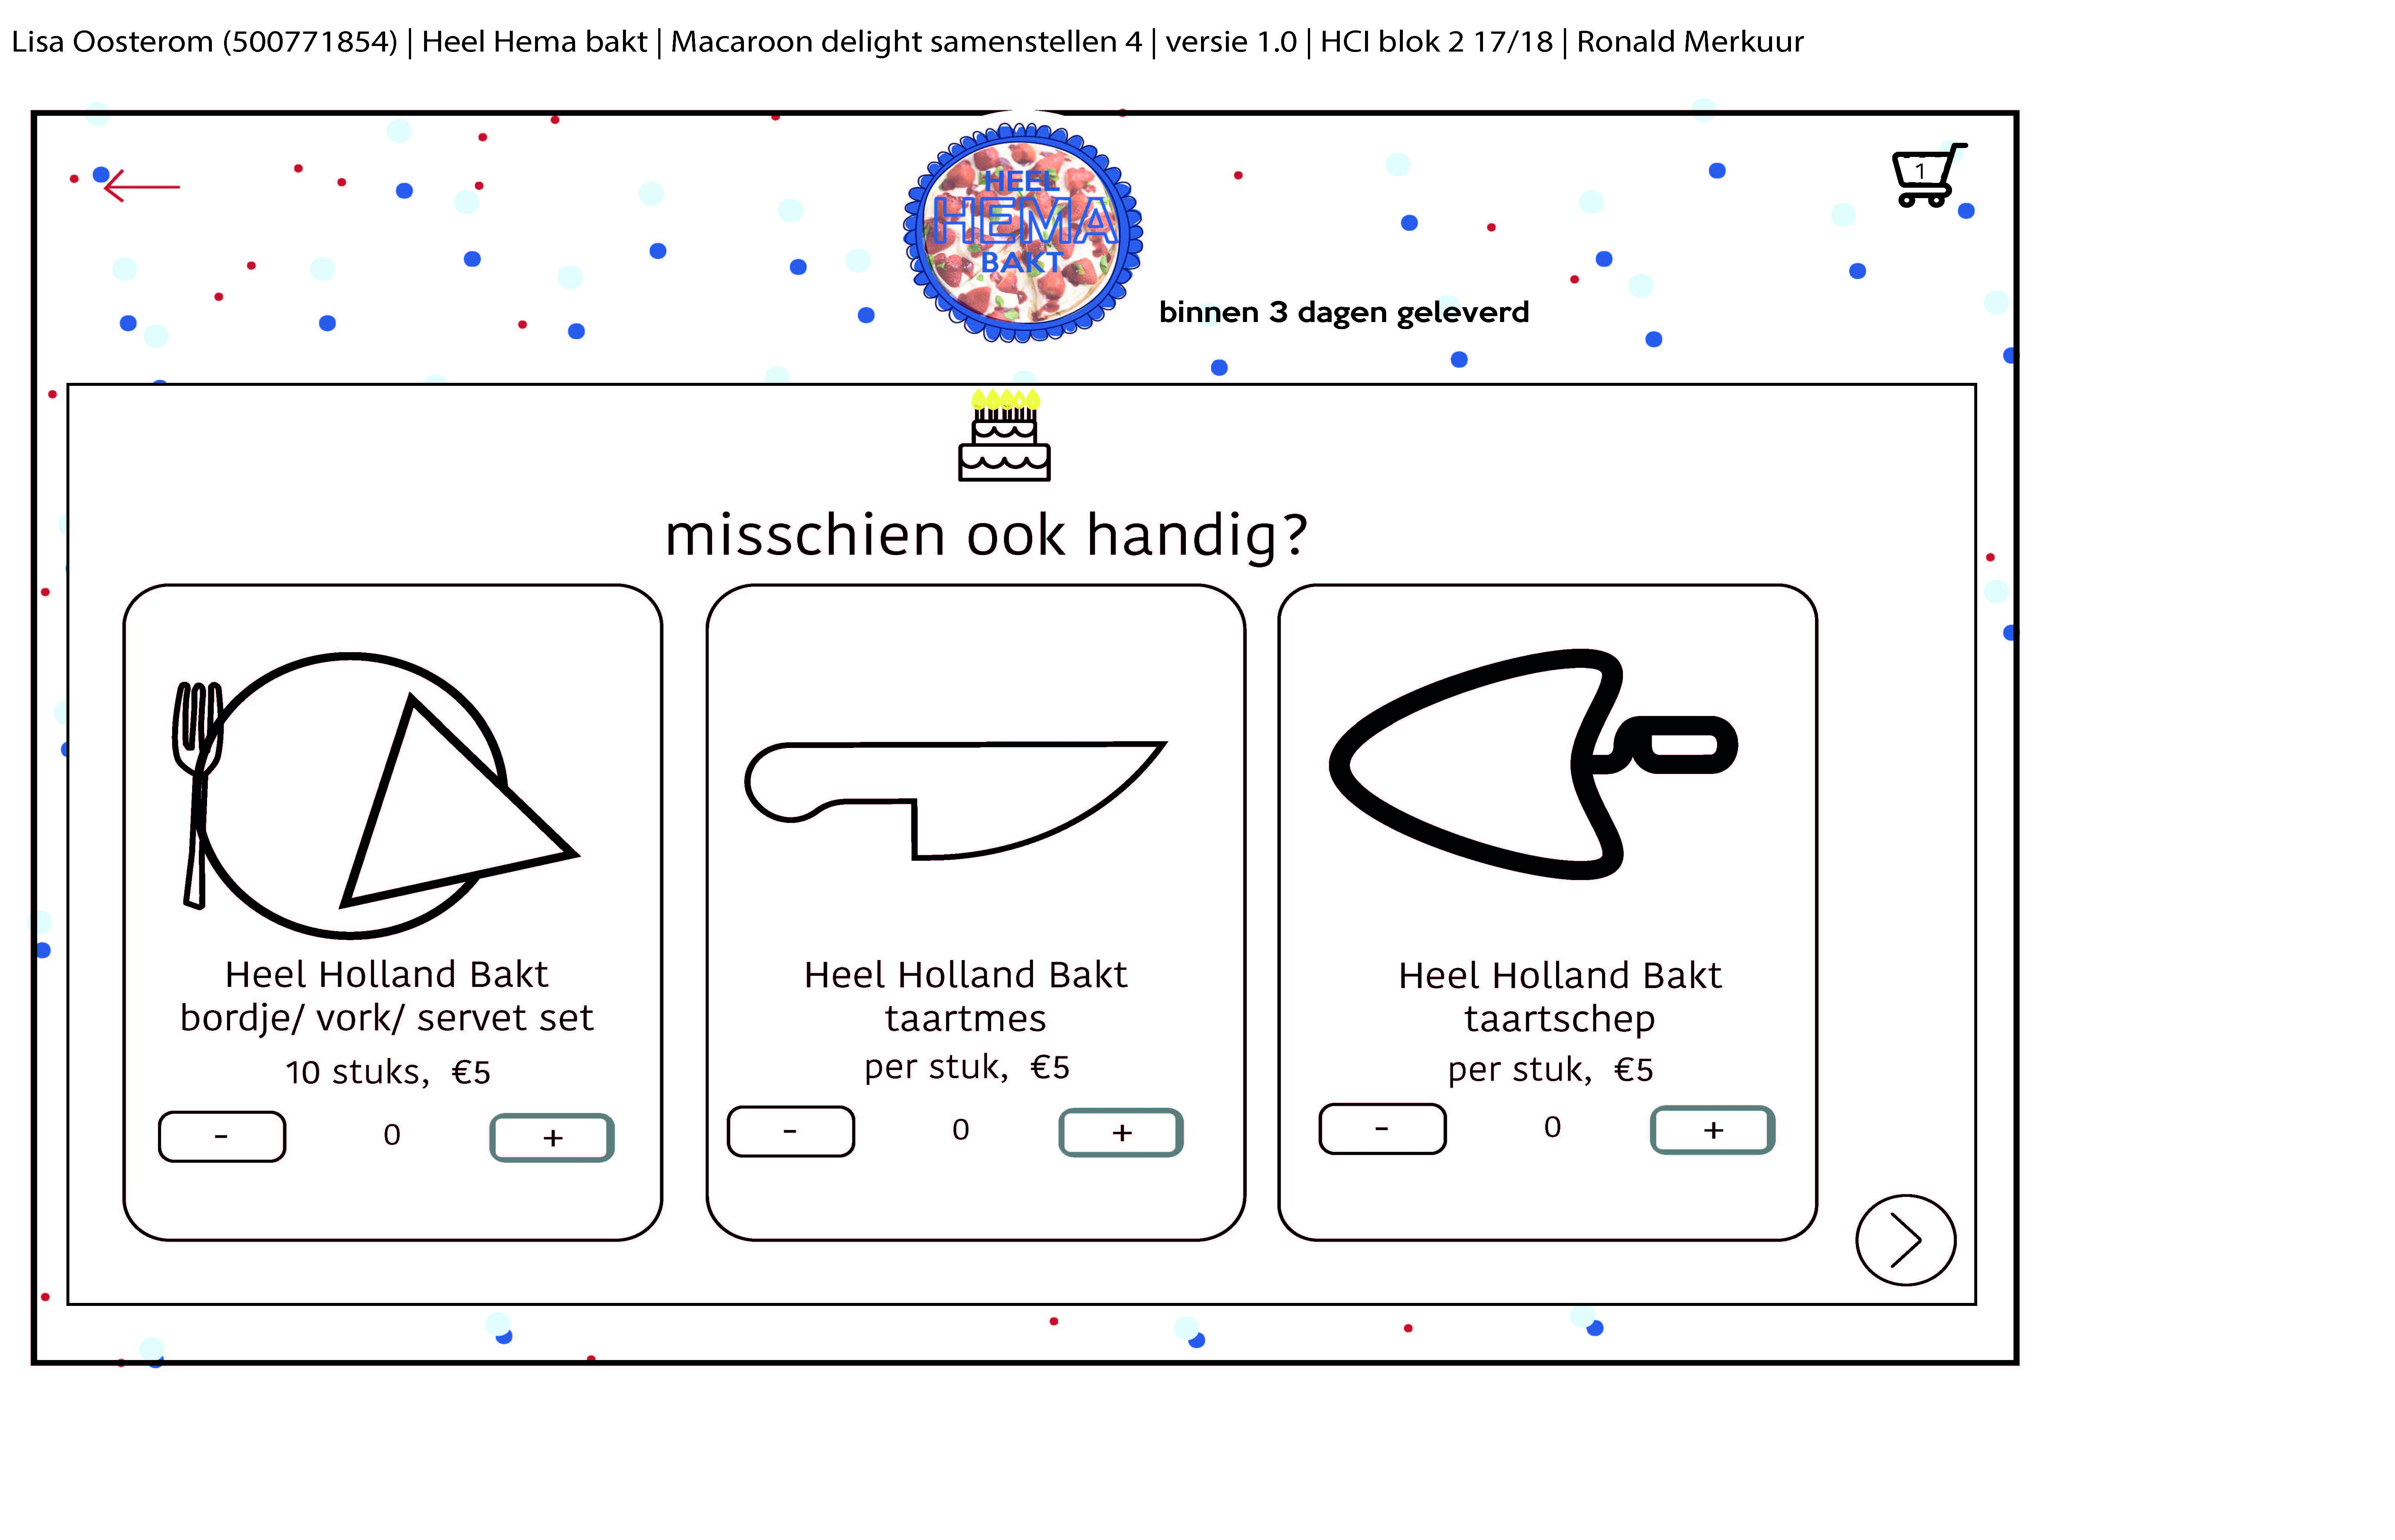 Lisa Oosterom (500771854) | Heel Hema bakt | Macaroon delight samenstellen 4 | versie 1.0 | HCI blok 2 17/18 | Ronald Merkuur
1
HEEL
HEMA
BAKT
binnen 3 dagen geleverd
misschien ook handig?
Heel Holland Bakt
bordje/ vork/ servet set
10 stuks, €5
- 0 +
Heel Holland Bakt
taartmes
per stuk, €5
- 0 +
Heel Holland Bakt
taartschep
per stuk, €5
- 0 +